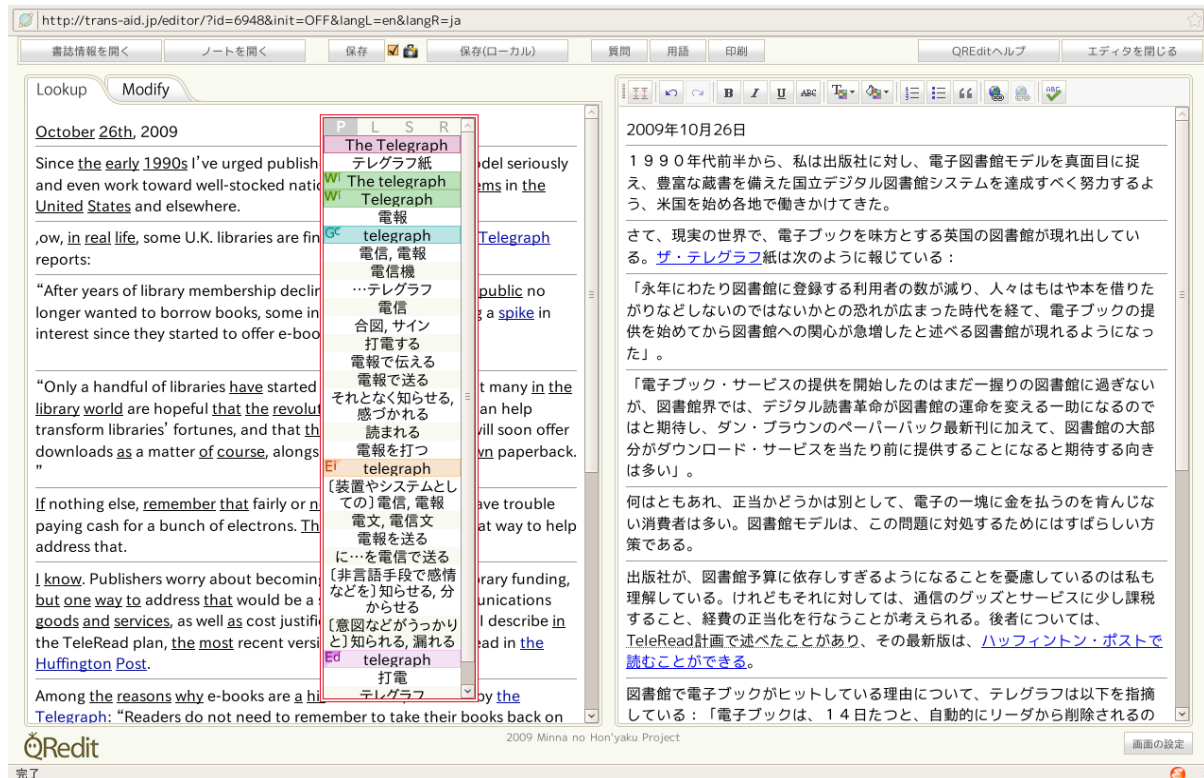 http://trans-aid.jp/editor/?id=6948&init=OFF&langL=en&langR=ja
書誌情報を開く ノートを開く 保存 保存(ローカル) 質問 用語 印刷 QREditヘルプ エディタを閉じる
Lookup Modify
October 26th, 2009
Since the early 1990s I've urged publish
del seriously
and even work toward well-stocked natio
ems in the
United States and elsewhere.
,ow, in real life, some U.K. libraries are fin
Telegraph
reports:
"After years of library membership declin
public no
longer wanted to borrow books, some in
g a spike in
interest since they started to offer e-boo
"Only a handful of libraries have started
t many in the
library world are hopeful that the revolut
an help
transform libraries' fortunes, and that th
will soon offer
downloads as a matter of course, alongs
wn paperback.
"
If nothing else, remember that fairly or n
ave trouble
paying cash for a bunch of electrons. Th
at way to help
address that.
I know. Publishers worry about becoming
rary funding,
but one way to address that would be a s
unications
goods and services, as well as cost justifi
I describe in
the TeleRead plan, the most recent versi
ead in the
Huffington Post.
Among the reasons why e-books are a hi
by the
Telegraph: "Readers do not need to remember to take their books back on
P L S R
The Telegraph
テレグラフ紙
Wi The telegraph
Wi Telegraph
電報
Gc telegraph
電信, 電報
電信機
…テレグラフ
電信
合図, サイン
打電する
電報で伝える
電報で送る
それとなく知らせる,
感づかれる
読まれる
電報を打つ
Ei telegraph
〔装置やシステムとし
ての〕電信, 電報
電文, 電信文
電報を送る
に…を電信で送る
〔非言語手段で感情
などを〕知らせる, 分
からせる
〔意図などがうっかり
と〕知られる, 漏れる
Ed telegraph
打電
テレグラフ
B I U ABC
2009年10月26日
１９９０年代前半から、私は出版社に対し、電子図書館モデルを真面目に捉
え、豊富な蔵書を備えた国立デジタル図書館システムを達成すべく努力するよ
う、米国を始め各地で働きかけてきた。
さて、現実の世界で、電子ブックを味方とする英国の図書館が現れ出してい
る。ザ・テレグラフ紙は次のように報じている：
「永年にわたり図書館に登録する利用者の数が減り、人々はもはや本を借りた
がりなどしないのではないかとの恐れが広まった時代を経て、電子ブックの提
供を始めてから図書館への関心が急増したと述べる図書館が現れるようになっ
た」。
「電子ブック・サービスの提供を開始したのはまだ一握りの図書館に過ぎない
が、図書館界では、デジタル読書革命が図書館の運命を変える一助になるので
はと期待し、ダン・ブラウンのペーパーバック最新刊に加えて、図書館の大部
分がダウンロード・サービスを当たり前に提供することになると期待する向き
は多い」。
何はともあれ、正当かどうかは別として、電子の一塊に金を払うのを肯んじな
い消費者は多い。図書館モデルは、この問題に対処するためにはすばらしい方
策である。
出版社が、図書館予算に依存しすぎるようになることを憂慮しているのは私も
理解している。けれどもそれに対しては、通信のグッズとサービスに少し課税
すること、経費の正当化を行なうことが考えられる。後者については、
TeleRead計画で述べたことがあり、その最新版は、ハッフィントン・ポストで
読むことができる。
図書館で電子ブックがヒットしている理由について、テレグラフは以下を指摘
している：「電子ブックは、１４日たつと、自動的にリーダから削除されるの
QRedit
2009 Minna no Hon'yaku Project
画面の設定
完了